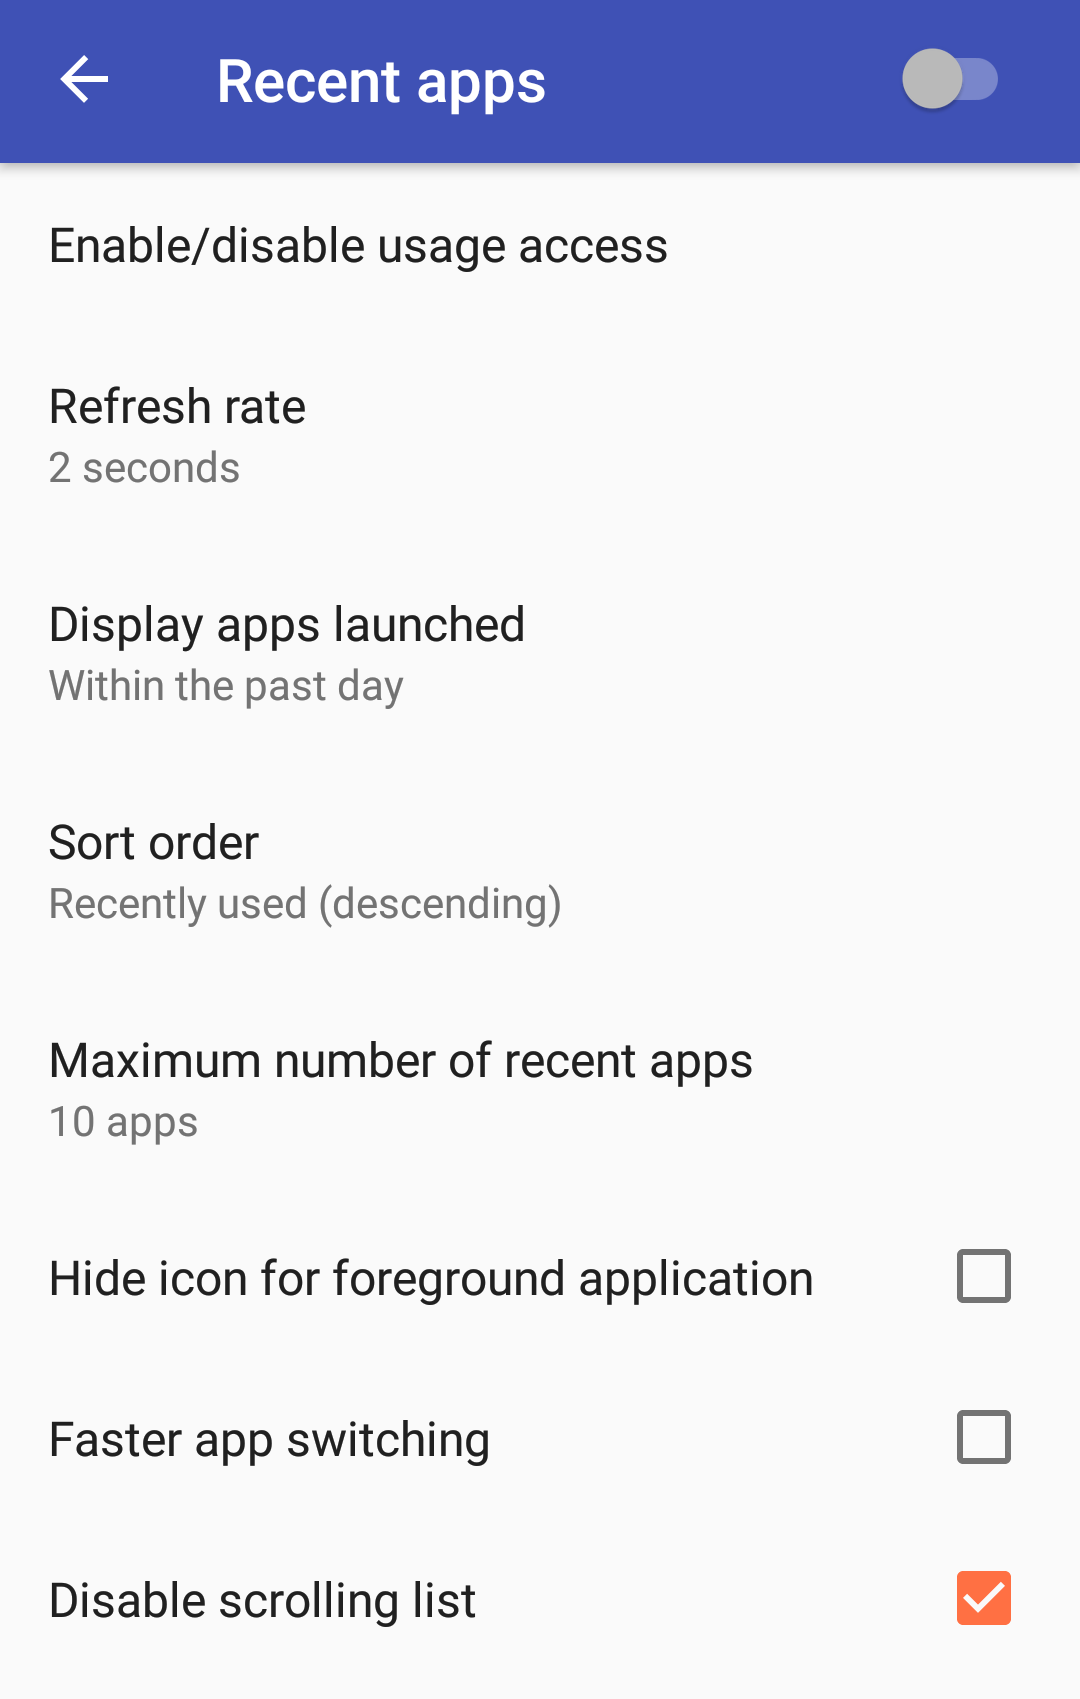 Recent apps
Enable/disable usage access
Refresh rate
2 seconds
Display apps launched
Within the past day
Sort order
Recently used (descending)
Maximum number of recent apps
10 apps
Hide icon for foreground application
Faster app switching
Disable scrolling list